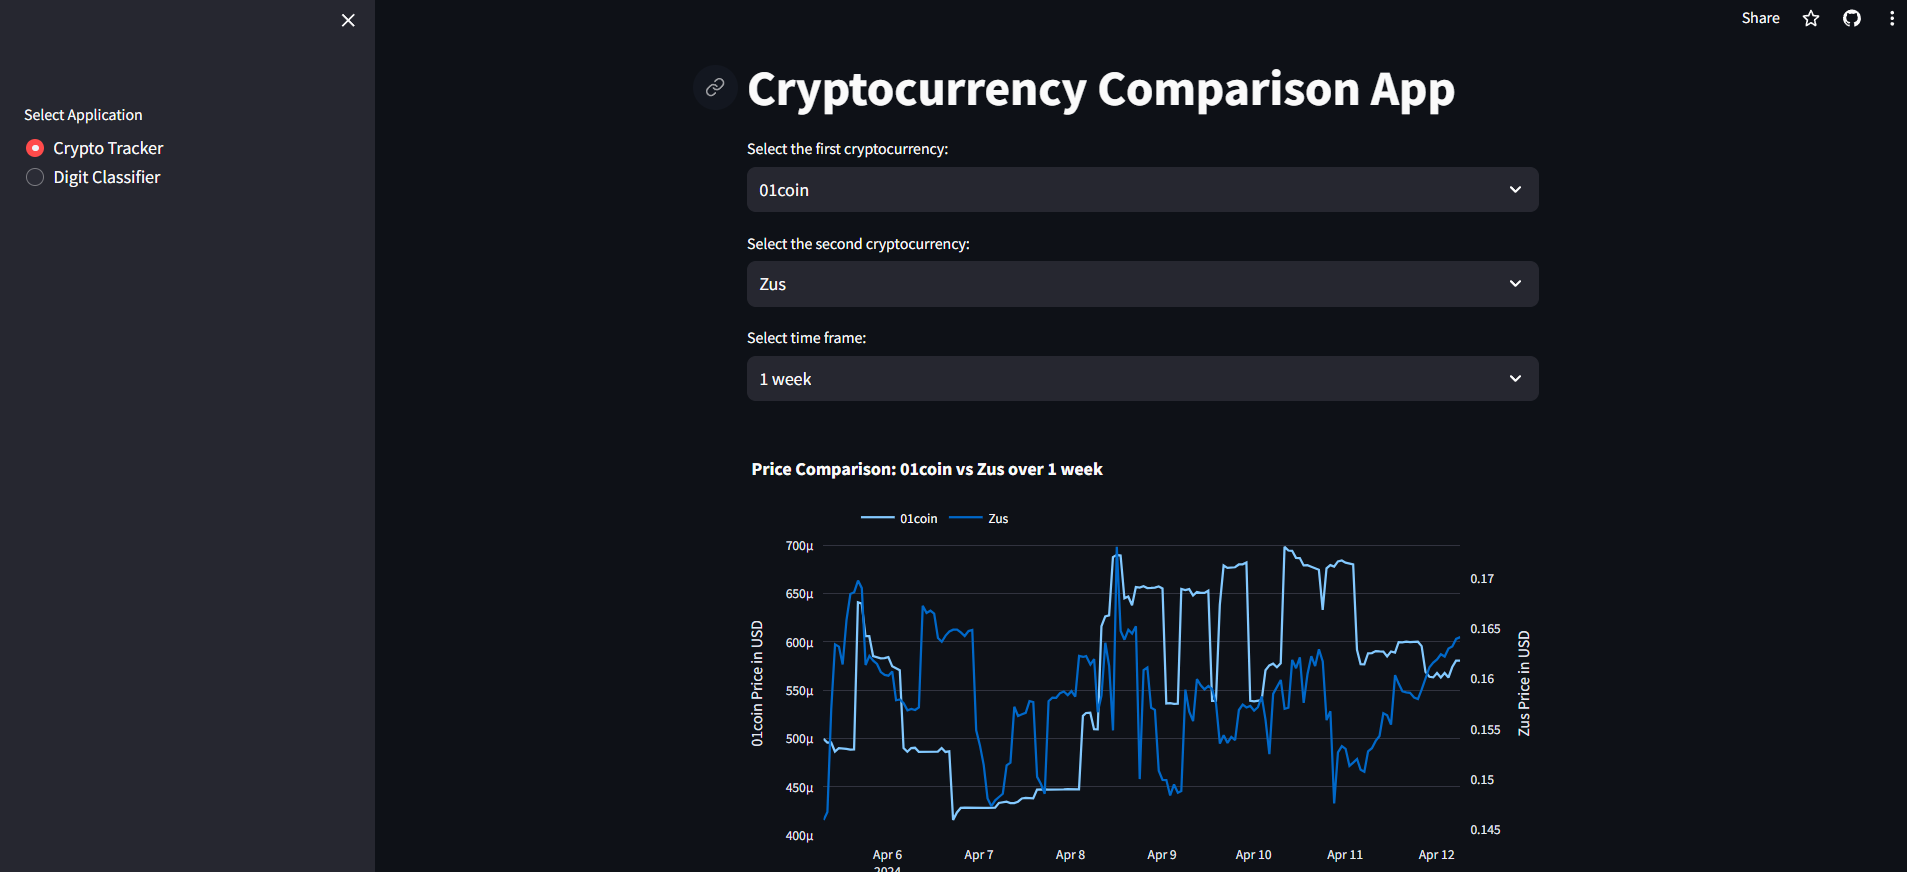 Share
Select Application
Crypto Tracker
Digit Classifier
Cryptocurrency Comparison App
Select the first cryptocurrency:
01coin
Select the second cryptocurrency:
Zus
Select time frame:
1 week
Price Comparison: 01coin vs Zus over 1 week
01coin Zus
700μ
650μ
600μ
550μ
500μ
450μ
400μ
01coin Price in USD
0.17
0.165
0.16
0.155
0.15
0.145
Zus Price in USD
Apr 6 Apr 7 Apr 8 Apr 9 Apr 10 Apr 11 Apr 12
2024